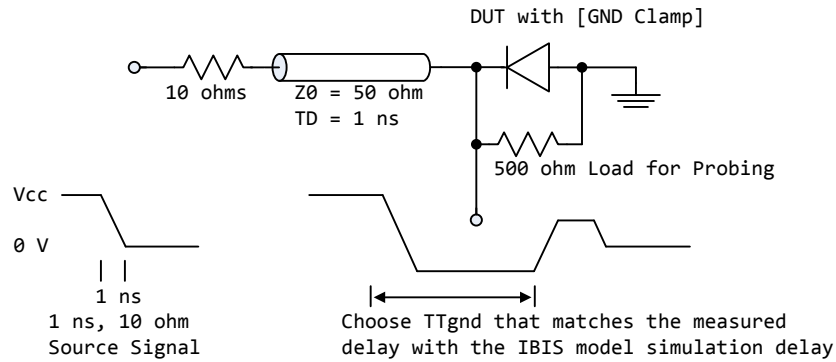 DUT with [GND Clamp]
10 ohms
Z0 = 50 ohm
TD = 1 ns
500 ohm Load for Probing
Vcc
0 V
1 ns
1 ns, 10 ohm
Source Signal
Choose TTgnd that matches the measured
delay with the IBIS model simulation delay